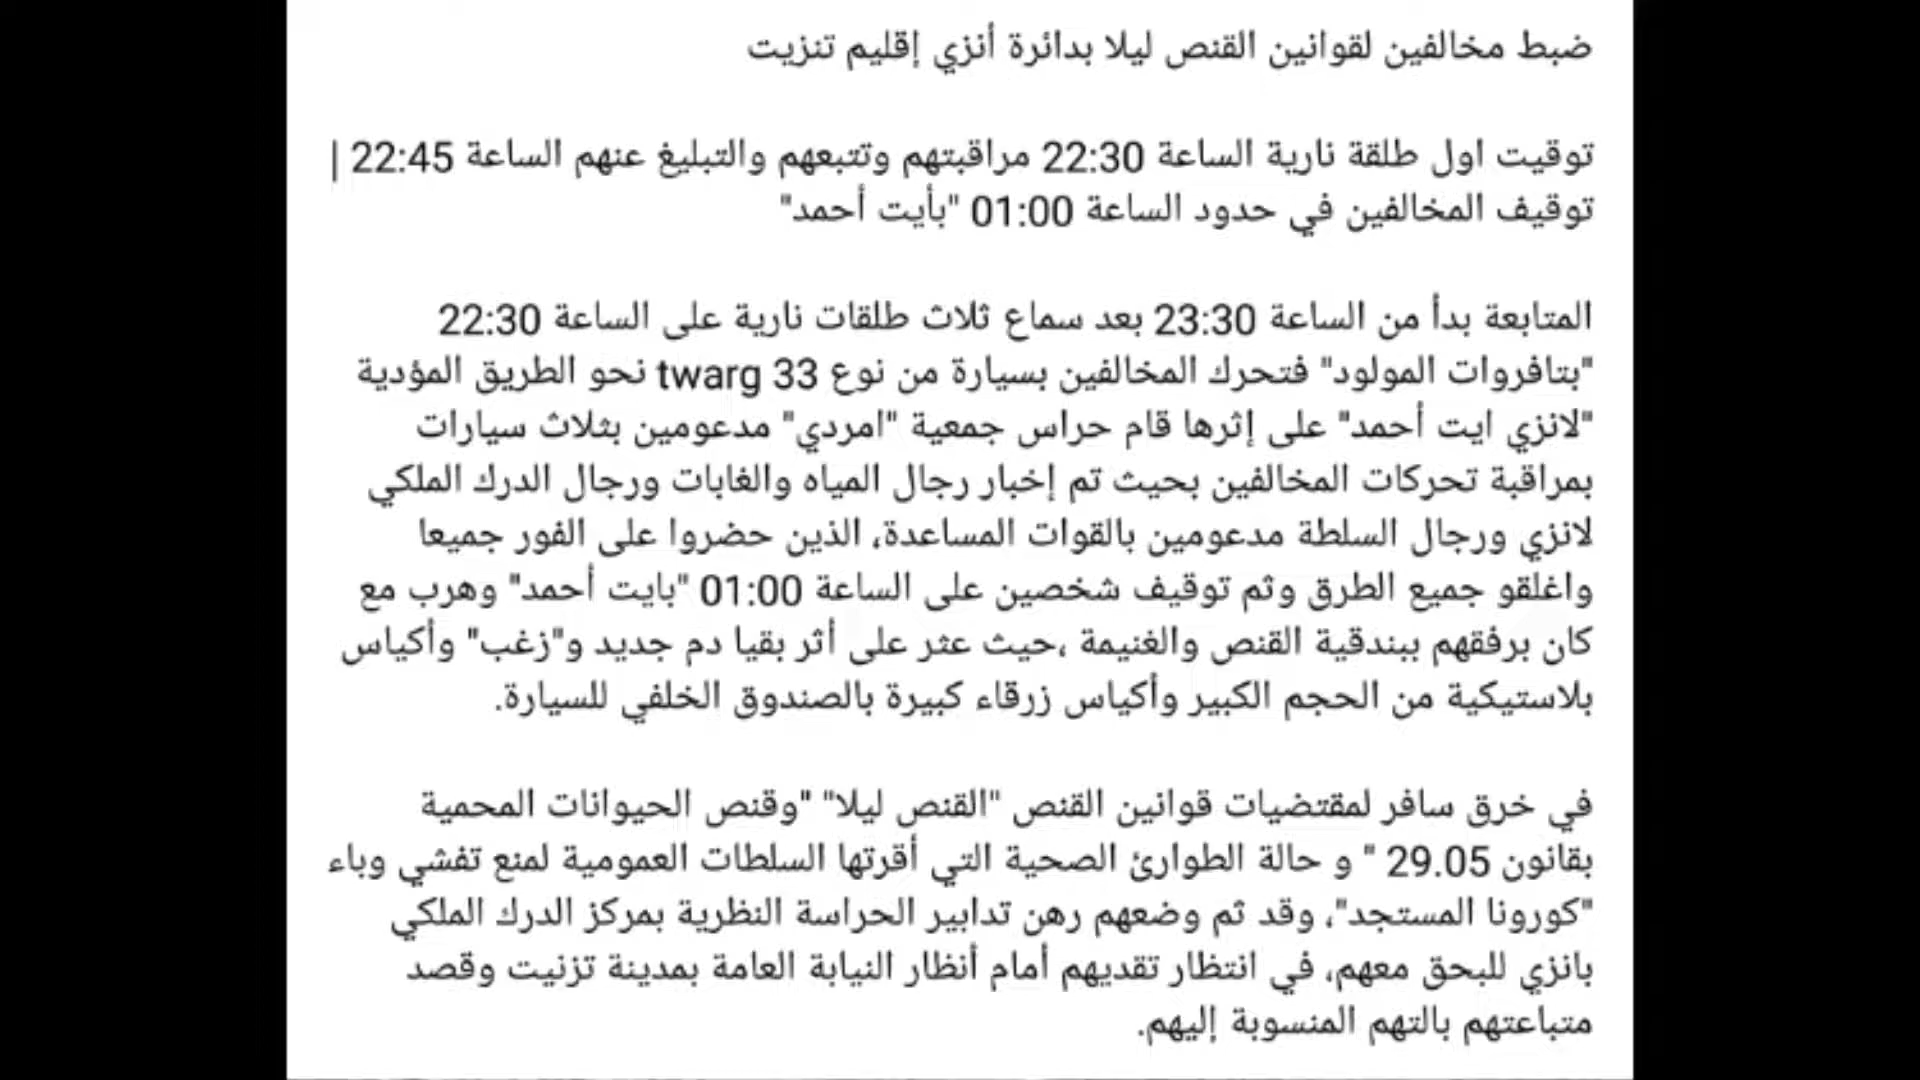 ضبط مخالفين لقوانين القنص ليلا بدائرة أنزي إقليم تنزيت
توقيت اول طلقة نارية الساعة 22:30 مراقبتهم وتتبعهم والتبليغ عنهم الساعة 22:45 |
توقيف المخالفين في حدود الساعة 01:00 "بأيت أحمد"
المتابعة بدأ من الساعة 23:30 بعد سماع ثلاث طلقات نارية على الساعة 22:30
"بتافروات المولود" فتحرك المخالفين بسيارة من نوع twarg 33 نحو الطريق المؤدية
"لانزي ايت أحمد" على إثرها قام حراس جمعية "امردي" مدعومين بثلاث سيارات
بمراقبة تحركات المخالفين بحيث تم إخبار رجال المياه والغابات ورجال الدرك الملكي
لانزي ورجال السلطة مدعومين بالقوات المساعدة، الذين حضروا على الفور جميعا
واغلقو جميع الطرق وثم توقيف شخصين على الساعة 01:00 "بايت أحمد" وهرب مع
كان برفقهم ببندقية القنص والغنيمة ،حيث عثر على أثر بقيا دم جديد و"زغب" وأكياس
بلاستيكية من الحجم الكبير وأكياس زرقاء كبيرة بالصندوق الخلفي للسيارة.
في خرق سافر لمقتضيات قوانين القنص "القنص ليلا" "وقنص الحيوانات المحمية
بقانون 29.05 " و حالة الطوارئ الصحية التي أقرتها السلطات العمومية لمنع تفشي وباء
"كورونا المستجد"، وقد ثم وضعهم رهن تدابير الحراسة النظرية بمركز الدرك الملكي
بانزي للبحق معهم، في انتظار تقديهم أمام أنظار النيابة العامة بمدينة تزنيت وقصد
متباعتهم بالتهم المنسوبة إليهم.